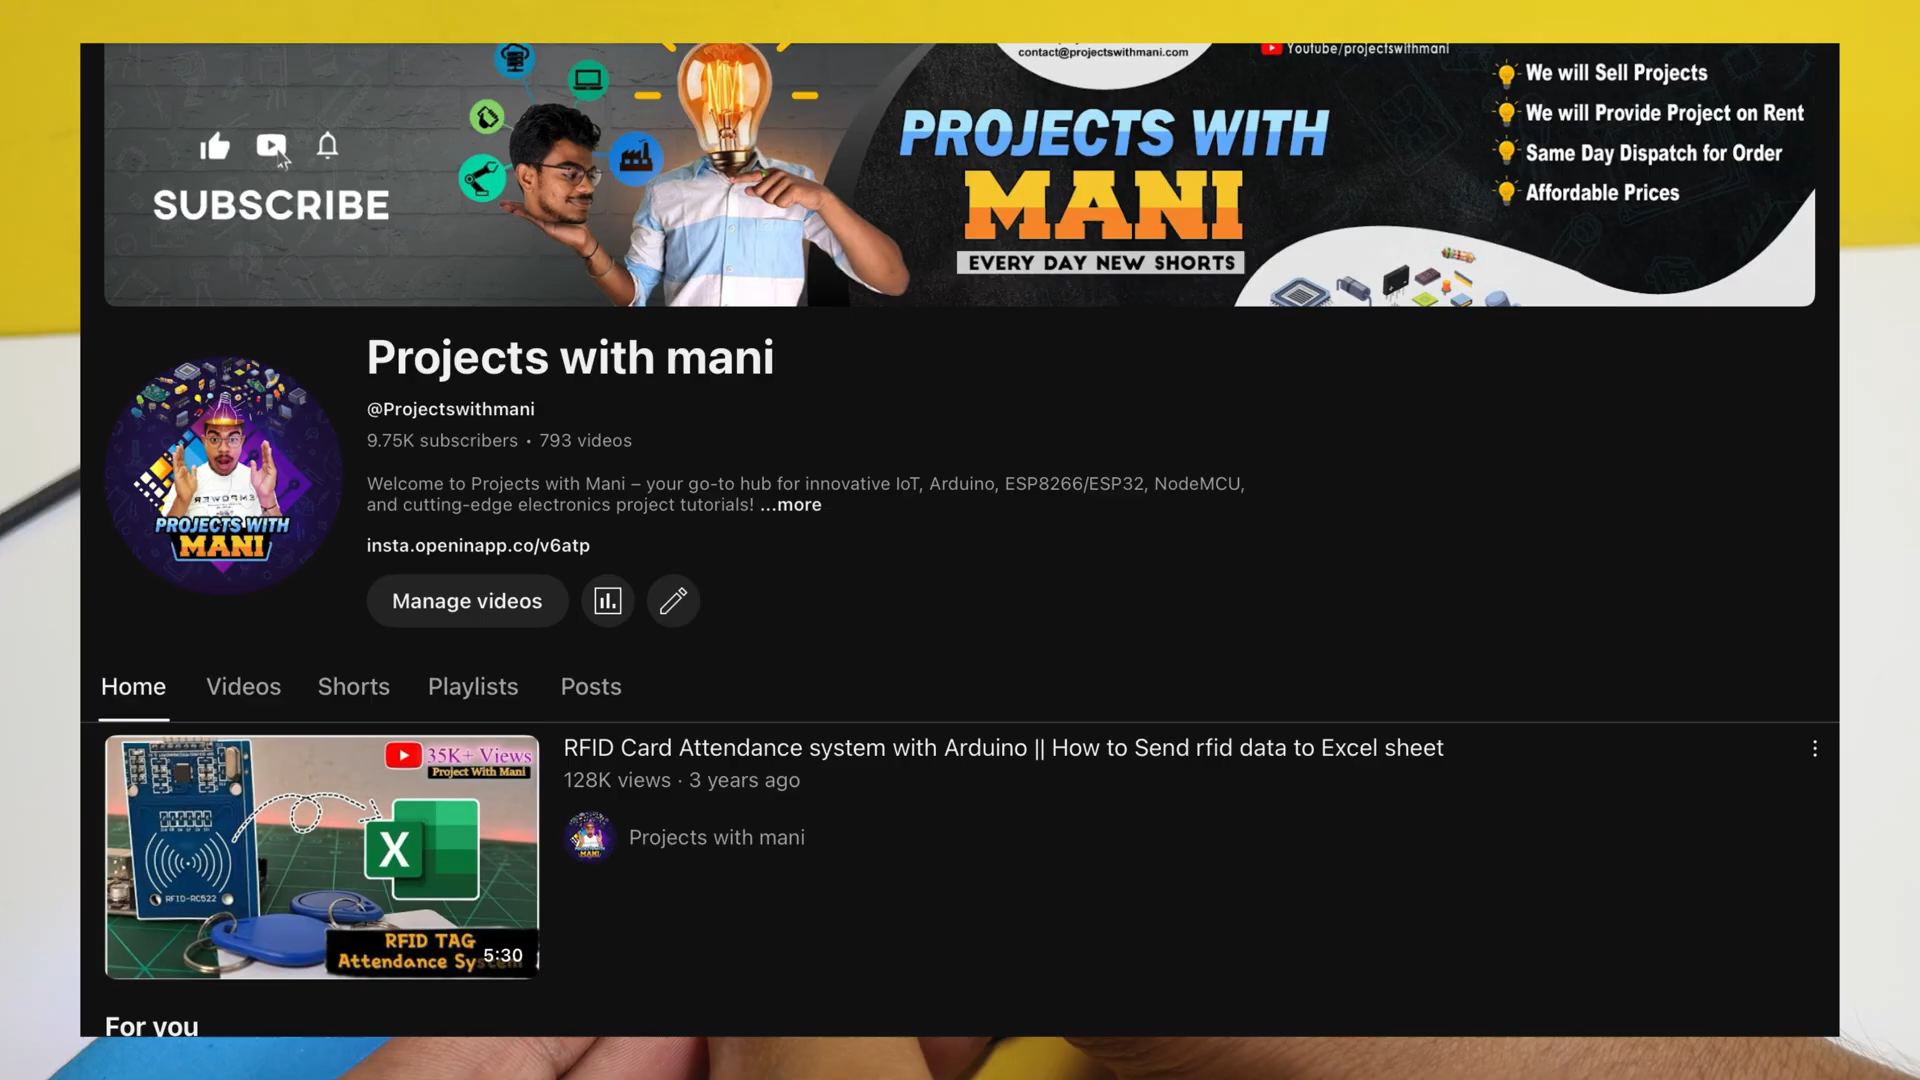 contact@projectswithmani.com
Youtube/projectswithmani
We will Sell Projects
We will Provide Project on Rent
Same Day Dispatch for Order
Affordable Prices
SUBSCRIBE
PROJECTS WITH
MANI
EVERY DAY NEW SHORTS
Projects with mani
@Projectswithmani
9.75K subscribers • 793 videos
Welcome to Projects with Mani – your go-to hub for innovative IoT, Arduino, ESP8266/ESP32, NodeMCU,
and cutting-edge electronics project tutorials! ...more
insta.openinapp.co/v6atp
Manage videos
PROJECTS WITH
MANI
Home Videos Shorts Playlists Posts
RFID Card Attendance system with Arduino || How to Send rfid data to Excel sheet
128K views · 3 years ago
Projects with mani
35K+ Views
Project With Mani
X
RFID-RC522
RFID TAG
Attendance System
5:30
For you